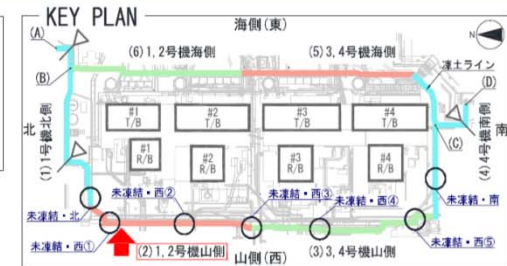 KEY PLAN
海側(東)
N
(A)
(6)1,2号機海側
(5)3,4号機海側
凍土ライン
(B)
(D)
#1
T/B
#2
T/B
#3
T/B
#4
T/B
北
南
(1)1号機北側
(C)
(4)4号機南側
#1
R/B
#2
R/B
#3
R/B
#4
R/B
未凍結・北
未凍結・西②
未凍結・西③
未凍結・西④
未凍結・南
未凍結・西①
(2)1,2号機山側
山側(西)
(3)3,4号機山側
未凍結・西⑤